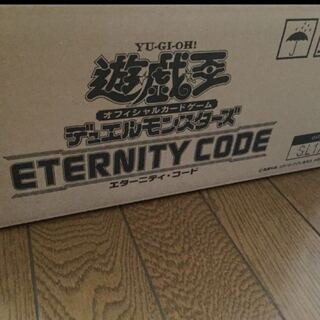 YU-GI-OH!
遊戯王
オフィシャルカードゲーム
デュエルモンスターズ
ETERNITY CODE
エターニティ・コード